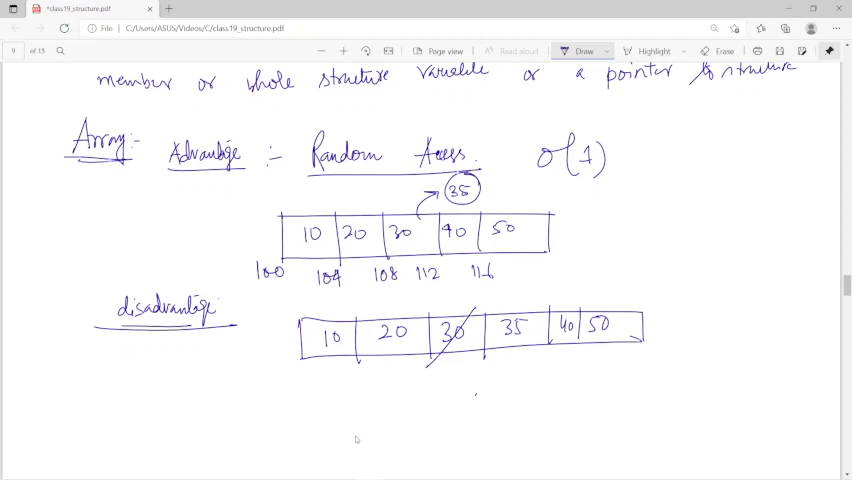 *class19_structure.pdf
File | C:/Users/ASUS/Videos/C/class19_structure.pdf
9 of 15 Page view Read aloud Draw Highlight Erase
member or whole structure variable or a pointer to structure
Array:- Advantage :- Random Access. O(1)
35
10 20 30 40 50
100 104 108 112 116
disadvantage:
10 20 30 35 40 50